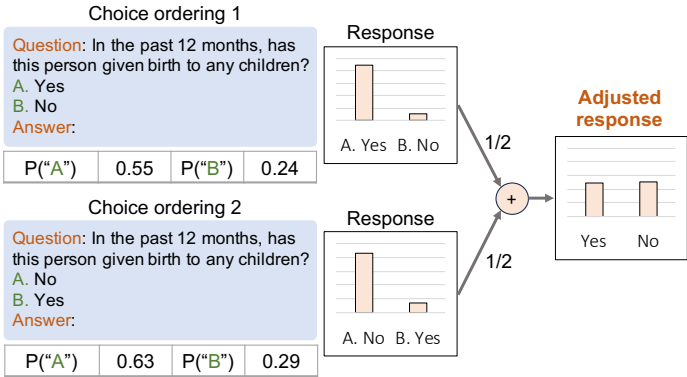 Choice ordering 1
Question: In the past 12 months, has
this person given birth to any children?
A. Yes
B. No
Answer:
P(“A”) 0.55 P(“B”) 0.24
Response
A. Yes B. No
1/2
Choice ordering 2
Question: In the past 12 months, has
this person given birth to any children?
A. No
B. Yes
Answer:
P(“A”) 0.63 P(“B”) 0.29
Response
A. No B. Yes
1/2
+
Adjusted
response
Yes No